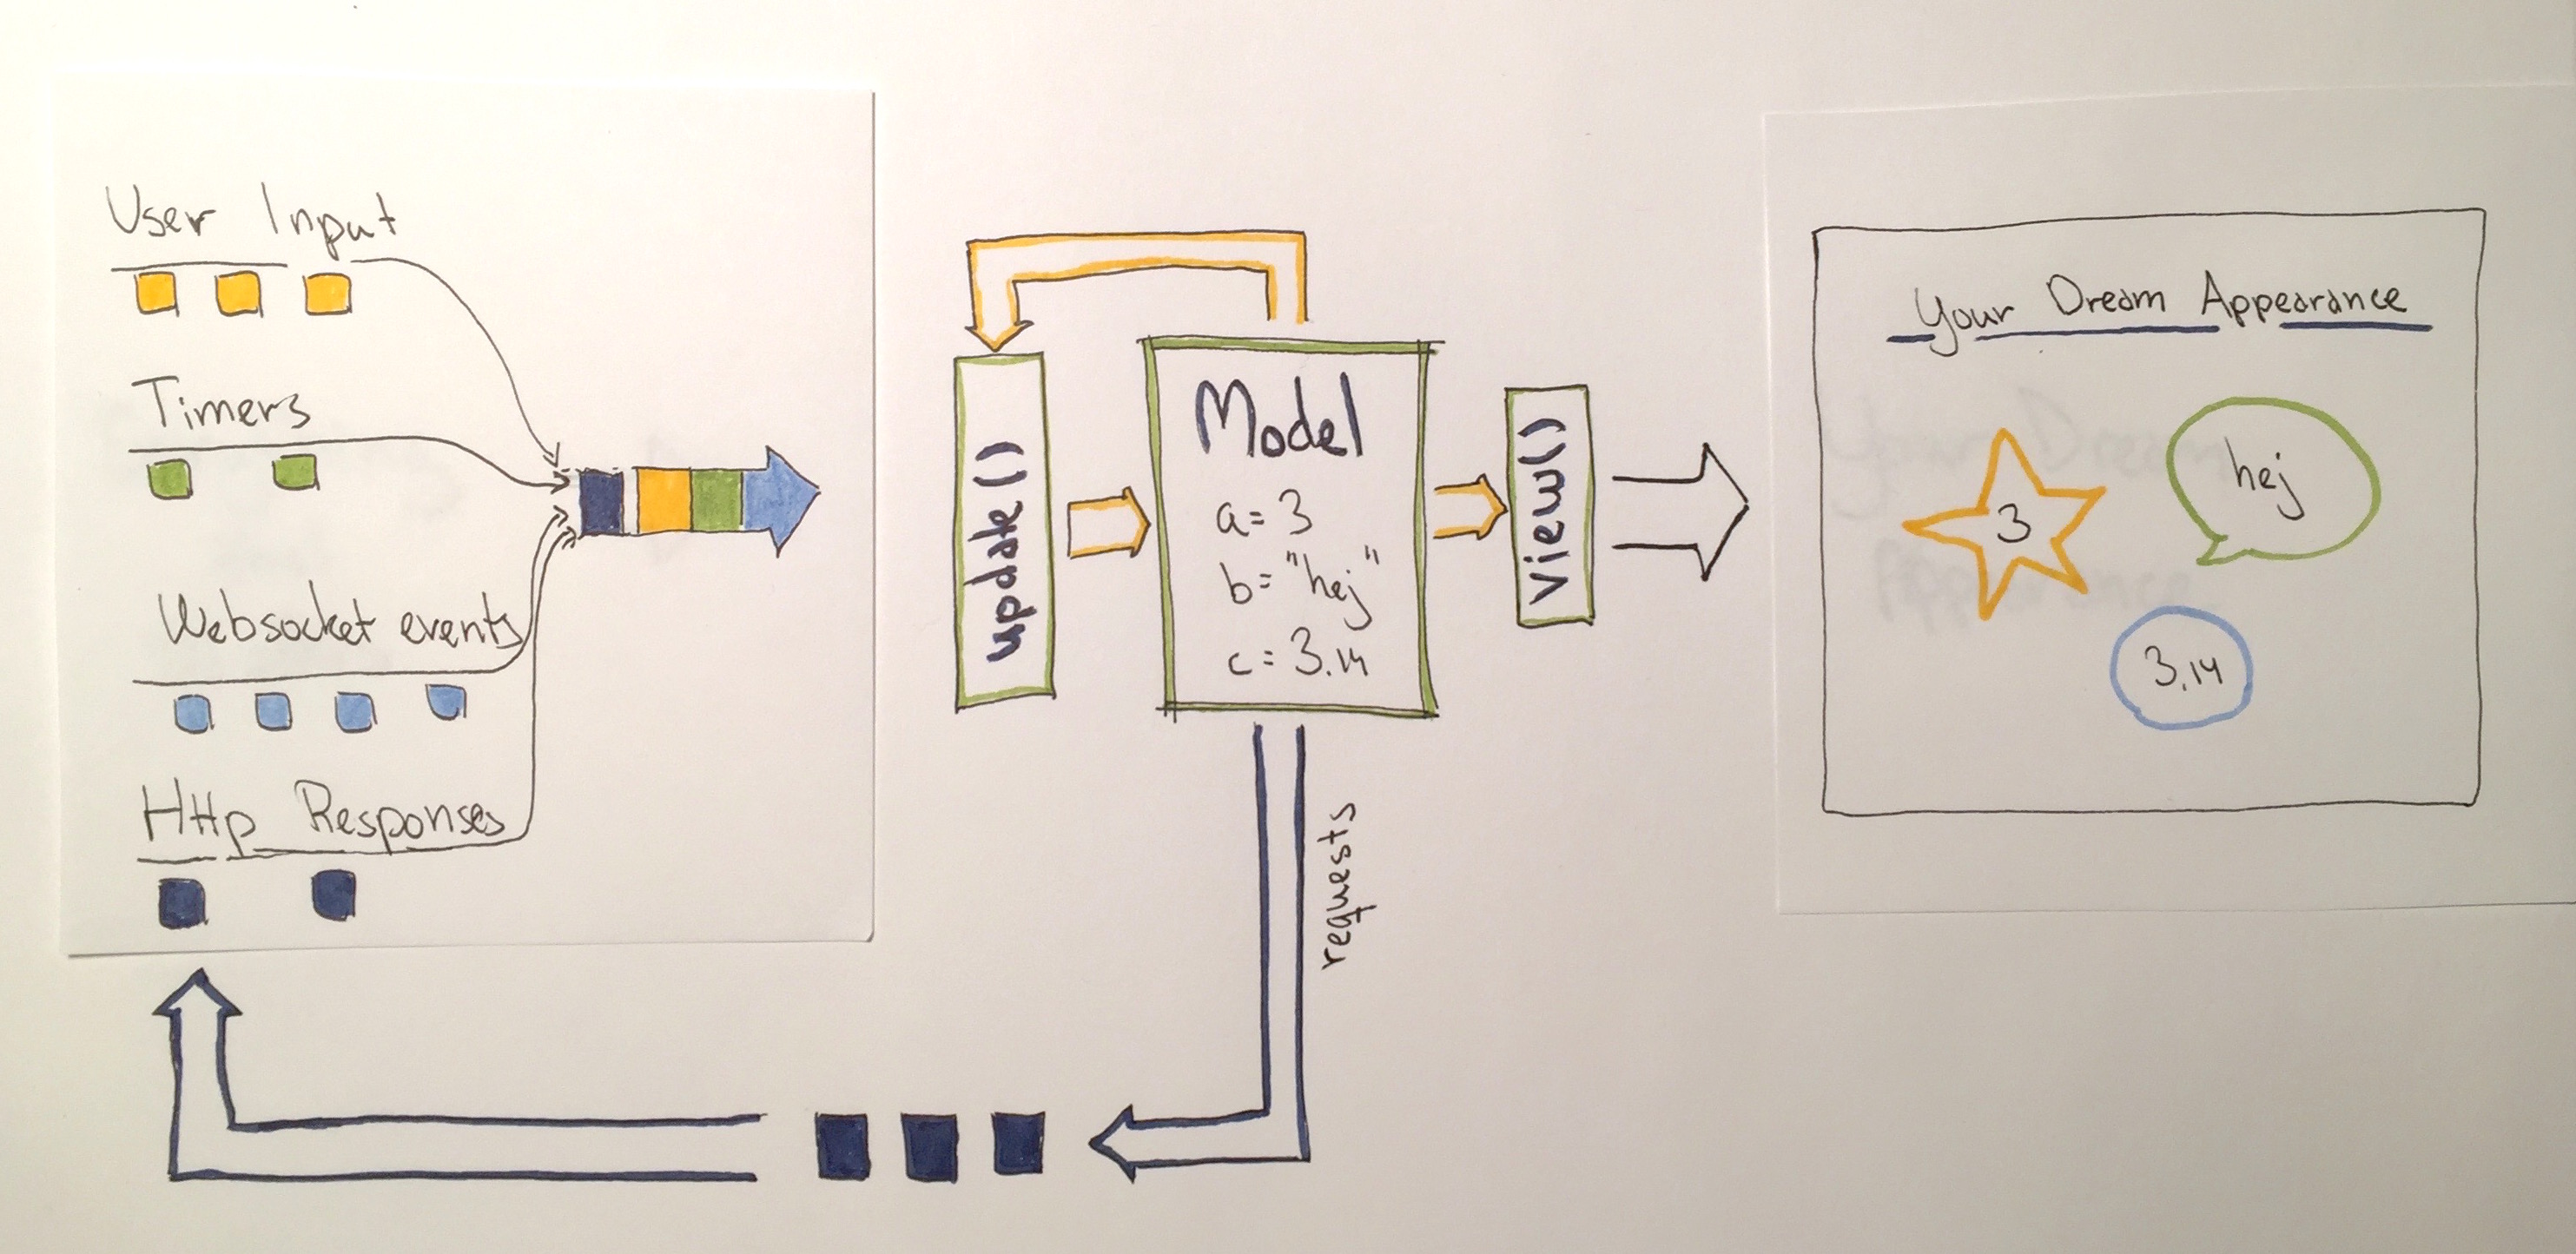 User Input
Timers
Websocket events
Http Responses
update()
Model
a = 3
b = "hej"
c = 3.14
view()
requests
Your Dream Appearance
3
hej
3.14